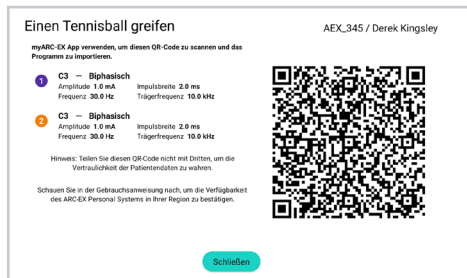 Einen Tennisball greifen
AEX_345 / Derek Kingsley
myARC-EX App verwenden, um diesen QR-Code zu scannen und das
Programm zu importieren.
1
C3 — Biphasisch
Amplitude 1.0 mA Impulsbreite 2.0 ms
Frequenz 30.0 Hz Trägerfrequenz 10.0 kHz
2
C3 — Biphasisch
Amplitude 1.0 mA Impulsbreite 2.0 ms
Frequenz 30.0 Hz Trägerfrequenz 10.0 kHz
Hinweis: Teilen Sie diesen QR-Code nicht mit Dritten, um die
Vertraulichkeit der Patientendaten zu wahren.
Schauen Sie in der Gebrauchsanweisung nach, um die Verfügbarkeit
des ARC-EX Personal Systems in Ihrer Region zu bestätigen.
Schließen